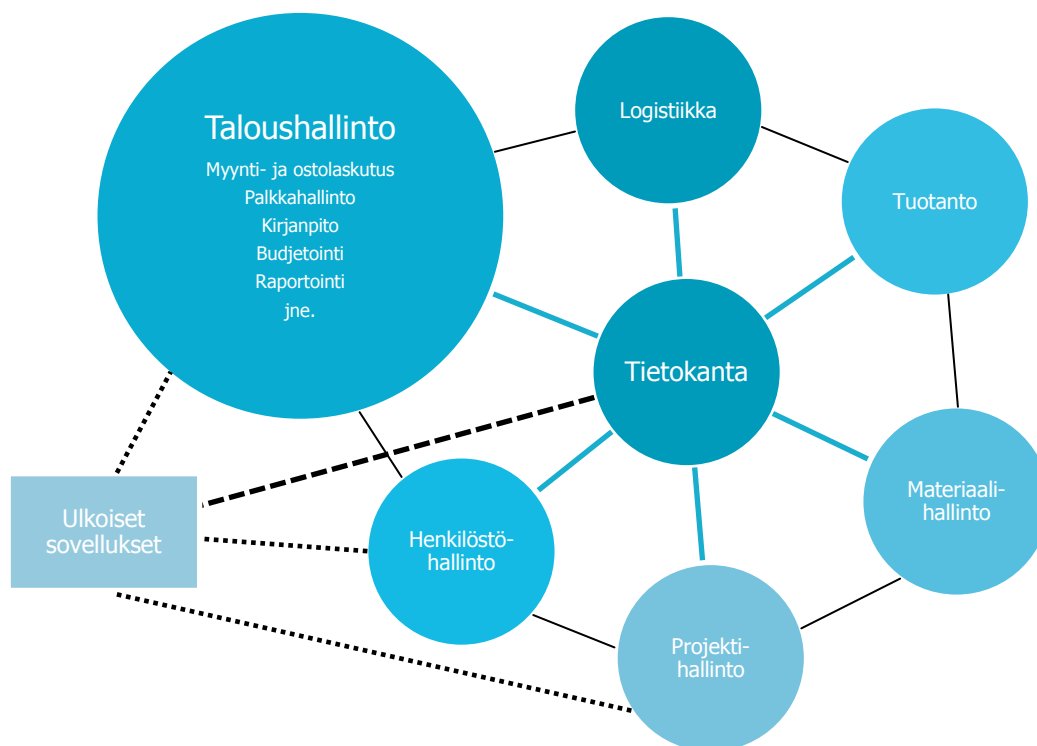 Taloushallinto
Myynti- ja ostolaskutus
Palkkahallinto
Kirjanpito
Budjetointi
Raportointi
jne.
Logistiikka
Tuotanto
Tietokanta
Materiaali-
hallinto
Ulkoiset
sovellukset
Henkilöstö-
hallinto
Projekti-
hallinto